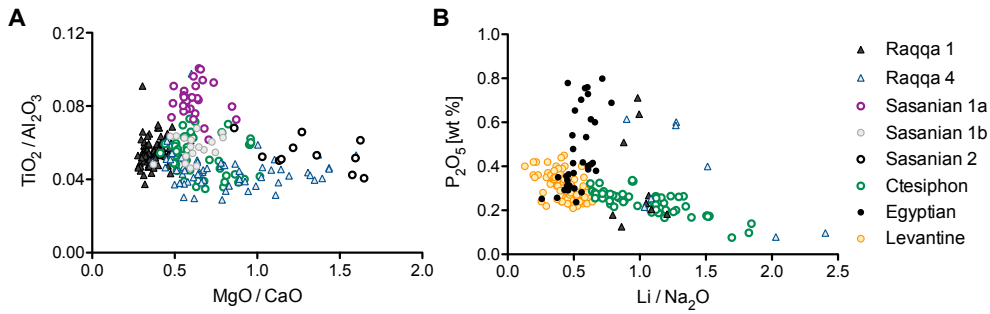 A
TiO₂ / Al₂O₃
0.12
0.08
0.04
0.00
0.0
0.5
1.0
1.5
2.0
MgO / CaO
B
P₂O₅ [wt %]
1.0
0.8
0.6
0.4
0.2
0.0
0.0
0.5
1.0
1.5
2.0
2.5
Li / Na₂O
Raqqa 1
Raqqa 4
Sasanian 1a
Sasanian 1b
Sasanian 2
Ctesiphon
Egyptian
Levantine